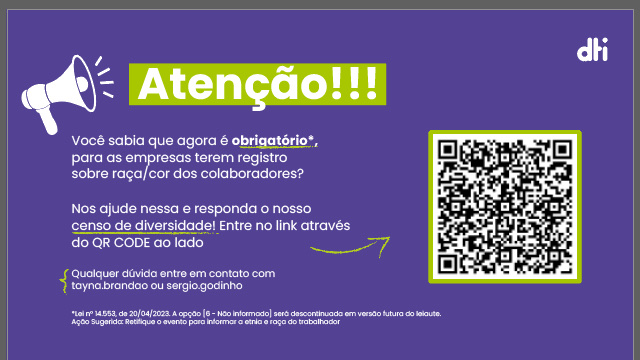 dti
Atenção!!!
Você sabia que agora é obrigatório*,
para as empresas terem registro
sobre raça/cor dos colaboradores?
Nos ajude nessa e responda o nosso
censo de diversidade! Entre no link através
do QR CODE ao lado
Qualquer dúvida entre em contato com
tayna.brandao ou sergio.godinho
*Lei nº 14.553, de 20/04/2023. A opção [6 - Não informado] será descontinuada em versão futura do leiaute.
Ação Sugerida: Retifique o evento para informar a etnia e raça do trabalhador